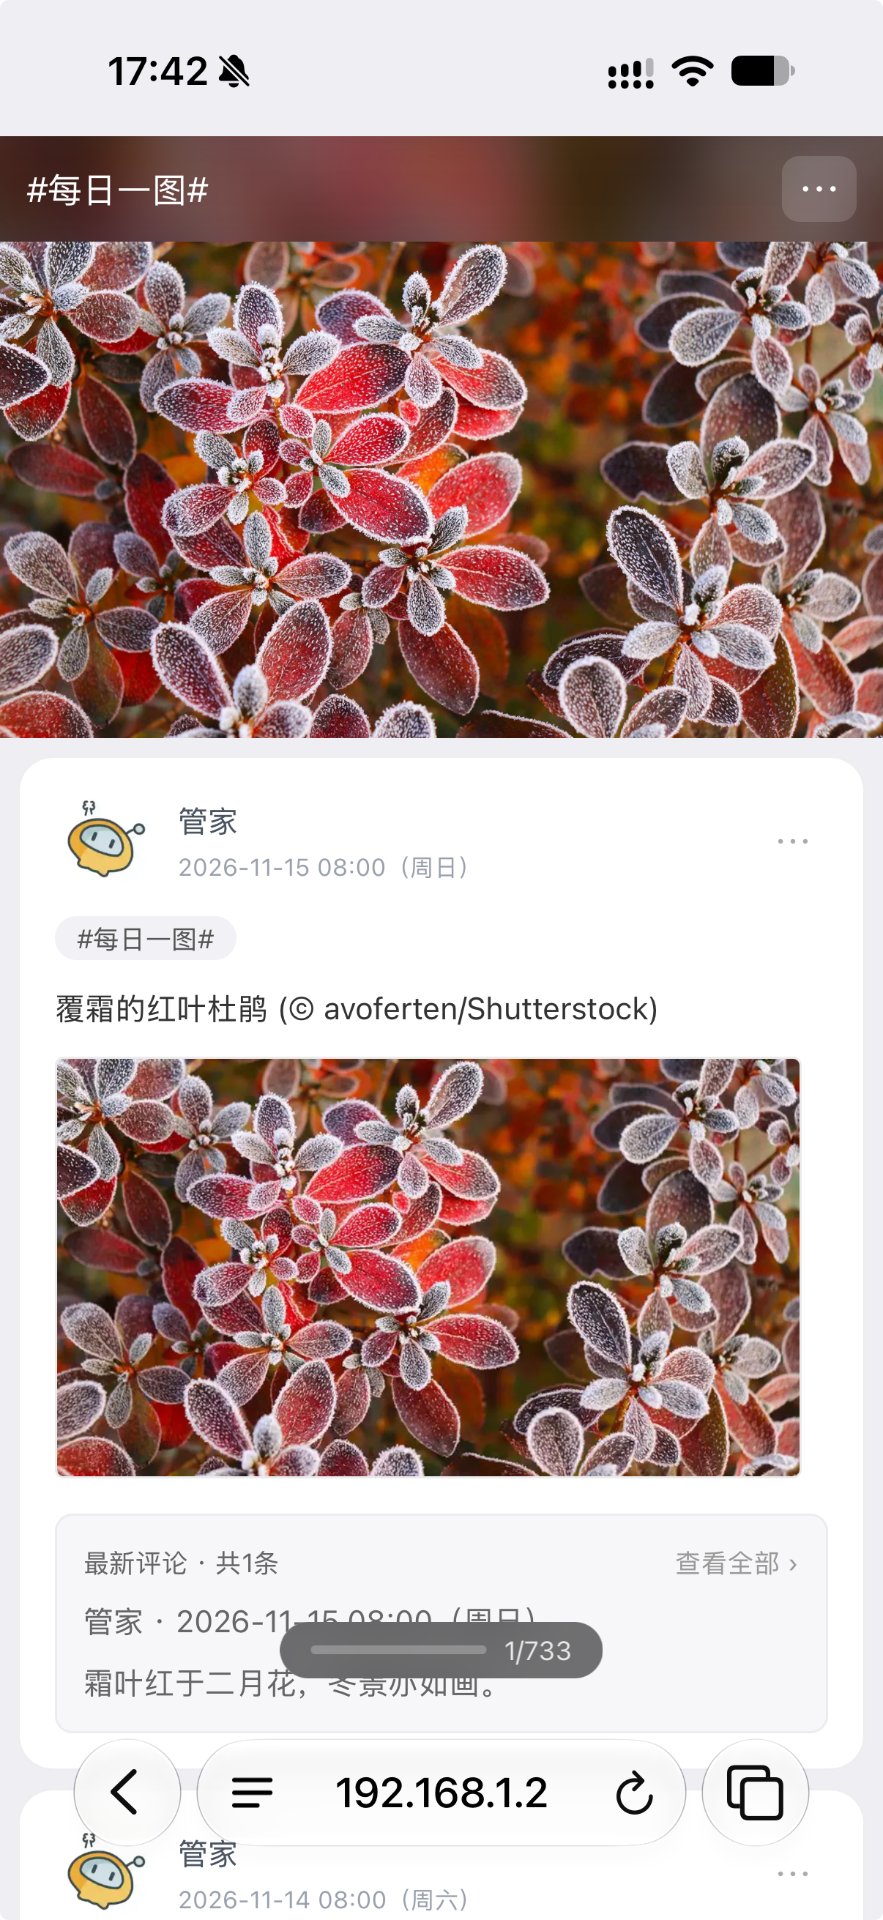 17:42
#每日一图#
管家
2026-11-15 08:00（周日）
#每日一图#
覆霜的红叶杜鹃 (© avoferten/Shutterstock)
最新评论 · 共1条
查看全部 ›
管家 · 2026-11-15 08:00（周日）
1/733
霜叶红于二月花，冬景亦如画。
192.168.1.2
管家
2026-11-14 08:00（周六）